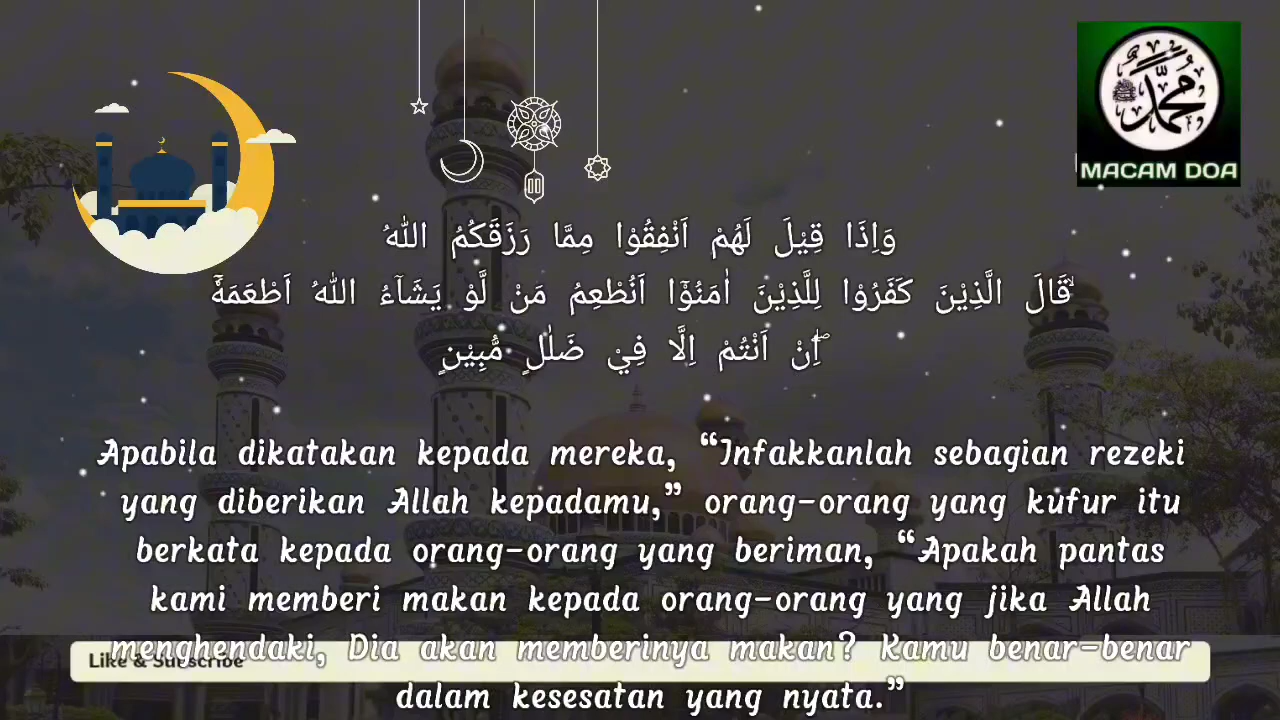 محمد
MACAM DOA
وَاِذَا قِيْلَ لَهُمْ اَنْفِقُوْا مِمَّا رَزَقَكُمُ اللّٰهُ
ۙقَالَ الَّذِيْنَ كَفَرُوْا لِلَّذِيْنَ اٰمَنُوْٓا اَنُطْعِمُ مَنْ لَّوْ يَشَاۤءُ اللّٰهُ اَطْعَمَهٗٓ
ۖاِنْ اَنْتُمْ اِلَّا فِيْ ضَلٰلٍ مُّبِيْنٍ
Apabila dikatakan kepada mereka, “Infakkanlah sebagian rezeki
yang diberikan Allah kepadamu,” orang-orang yang kufur itu
berkata kepada orang-orang yang beriman, “Apakah pantas
kami memberi makan kepada orang-orang yang jika Allah
menghendaki, Dia akan memberinya makan? Kamu benar-benar
Like & Subscribe
dalam kesesatan yang nyata.”